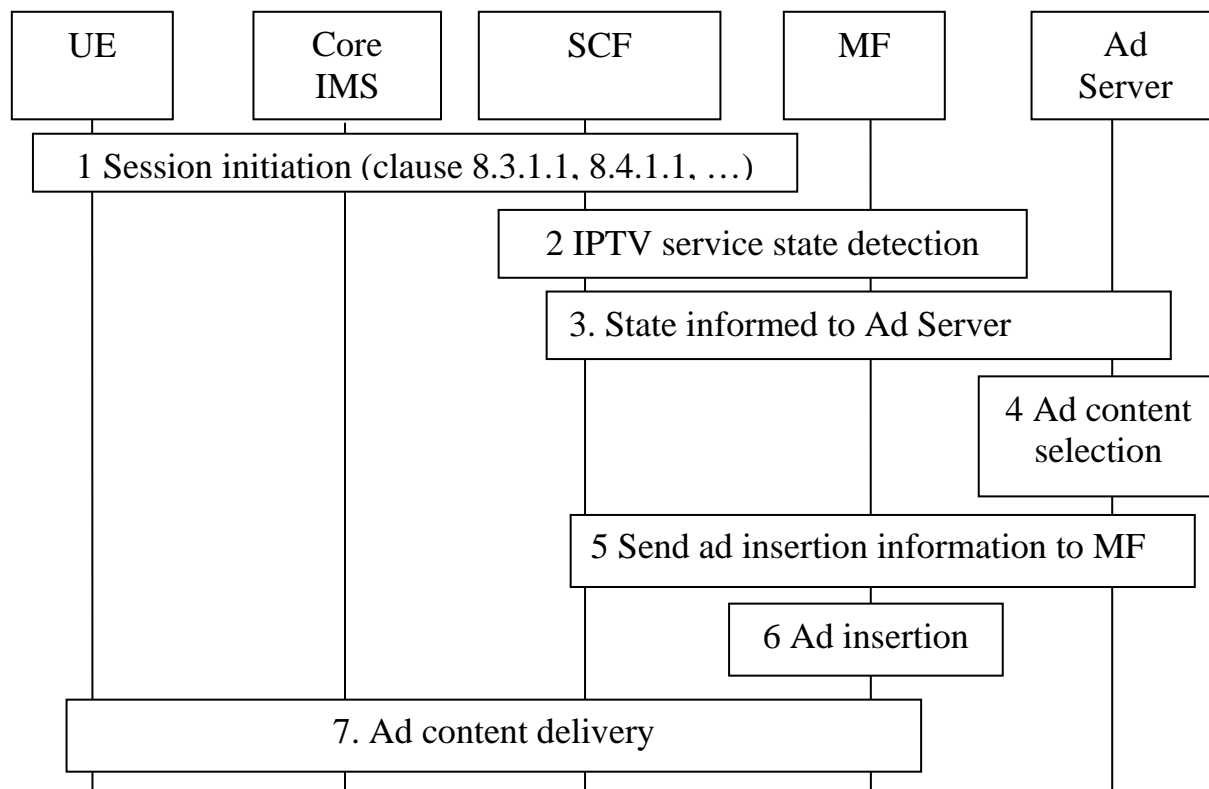 UE
Core
IMS
SCF
MF
Ad
Server
1 Session initiation (clause 8.3.1.1, 8.4.1.1, …)
2 IPTV service state detection
3. State informed to Ad Server
4 Ad content
selection
5 Send ad insertion information to MF
6 Ad insertion
7. Ad content delivery